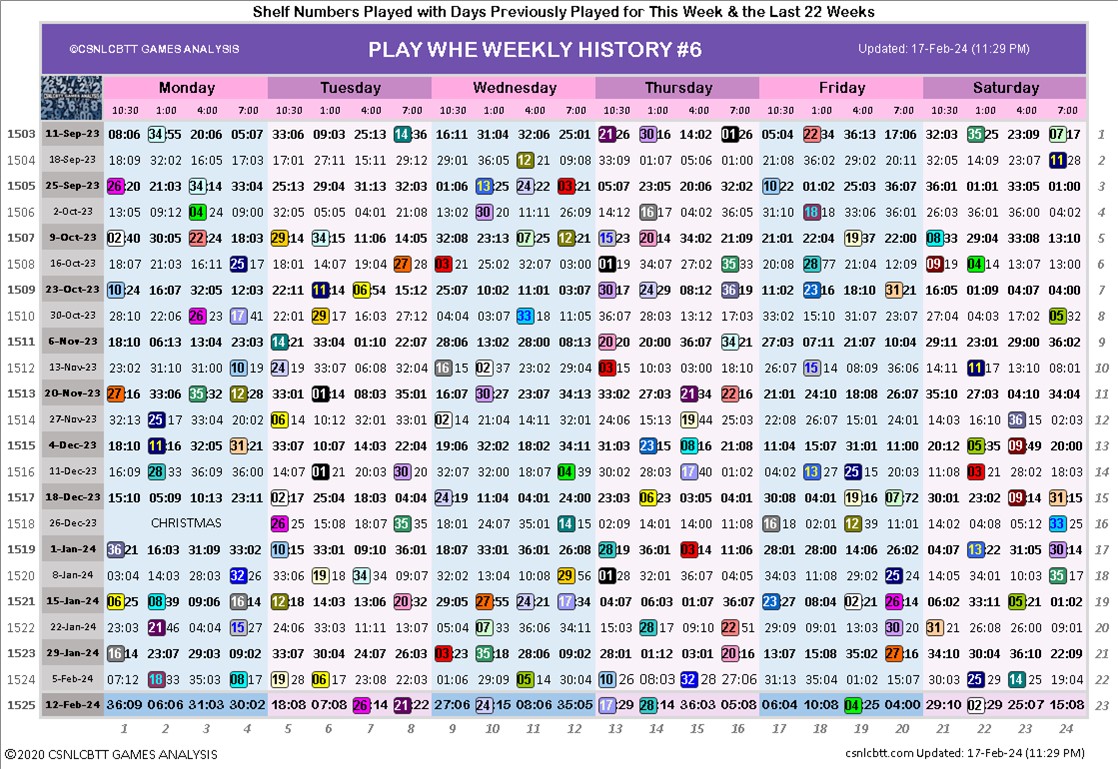 Shelf Numbers Played with Days Previously Played for This Week & the Last 22 Weeks
©CSNLCBTT GAMES ANALYSIS PLAY WHE WEEKLY HISTORY #6 Updated: 17-Feb-24 (11:29 PM)
Monday Tuesday Wednesday Thursday Friday Saturday
10:30 1:00 4:00 7:00 10:30 1:00 4:00 7:00 10:30 1:00 4:00 7:00 10:30 1:00 4:00 7:00 10:30 1:00 4:00 7:00 10:30 1:00 4:00 7:00
1503 11-Sep-23 08:06 34:55 20:06 05:07 33:06 09:03 25:13 14:36 16:11 31:04 32:06 25:01 21:26 30:16 14:02 01:26 05:04 22:34 36:13 17:06 32:03 35:25 23:09 07:17 1
1504 18-Sep-23 18:09 32:02 16:05 17:03 17:01 27:11 15:11 29:12 29:01 36:05 12 21 09:08 33:09 01:07 05:06 01:00 21:08 36:02 29:02 20:11 32:05 14:09 23:07 11 28 2
1505 25-Sep-23 26:20 21:03 34:14 33:04 25:13 29:04 31:13 32:03 01:06 13:25 24:22 03:21 05:07 23:05 20:06 32:02 10:22 01:02 25:03 36:07 36:01 01:01 33:05 01:00 3
1506 2-Oct-23 13:05 09:12 04 24 09:00 32:05 05:05 04:01 21:08 13:02 30 20 11:11 26:09 14:12 16 17 04:02 36:05 31:10 18 18 33:06 36:01 26:03 36:01 36:00 04:02 4
1507 9-Oct-23 02:40 30:05 22:24 18:03 29:14 34:15 11:06 14:05 32:08 23:13 07:25 12:21 15:23 20:14 34:02 21:09 21:01 22:04 19:37 22:00 08:33 29:04 33:08 13:10 5
1508 16-Oct-23 18:07 21:03 16:11 25 17 18:01 14:07 19:04 27 28 03 21 25:02 32:07 03:00 01 19 34:07 27:02 35 33 20:08 28 77 21:04 12:09 09 19 04 14 13:07 13:00 6
1509 23-Oct-23 10:24 16:07 32:05 12:03 22:11 11:14 06:54 15:12 25:07 10:02 11:01 03:07 30:17 24:29 08:12 36:19 11:02 23:16 18:10 31:21 16:05 01:09 04:07 04:00 7
1510 30-Oct-23 28:10 22:06 26 23 17 41 22:01 29 17 16:03 27:12 04:04 03:07 33 18 11:05 36:07 28:03 13:12 17:03 33:02 15:10 31:01 08:12 27:04 04:03 17:02 05 32 8
1511 6-Nov-23 18:10 06:13 13:04 23:03 14:21 33:04 01:10 22:07 28:06 13:02 28:00 08:13 20:20 20:00 36:07 34:21 27:03 07:11 21:07 10:04 29:11 23:01 29:00 36:02 9
1512 13-Nov-23 23:02 31:10 31:00 10 19 24 19 33:07 06:08 32:04 16 15 02 37 06:02 22:08 03 15 10:03 03:00 18:10 26:07 15 14 08:09 36:06 14:11 11 17 13:10 08:01 10
1513 20-Nov-23 27:16 33:06 35:32 12:28 33:01 01:14 08:03 35:01 16:07 30:27 23:07 34:13 33:02 27:03 21:34 22:16 21:01 24:10 18:08 26:07 35:10 27:03 04:10 34:04 11
1514 27-Nov-23 32:13 25 17 33:04 20:02 06 14 10:12 32:01 33:01 02 14 21:04 14:11 32:01 24:06 15:13 19 44 25:03 22:08 26:07 15:01 24:01 14:03 16:10 36 15 02:03 12
1515 4-Dec-23 18:10 11:16 32:05 31:21 33:07 10:07 14:03 22:04 19:06 32:02 18:02 34:11 31:03 23:15 08:16 21:08 11:04 15:07 31:01 11:00 20:12 05:35 09:49 20:00 13
1516 11-Dec-23 16:09 28 33 36:09 36:00 14:07 01 21 20:03 30 20 32:07 32:00 18:07 04 39 30:02 28:03 17 40 01:02 04:02 13 27 25 15 20:03 11:08 03 21 28:02 18:03 14
1517 18-Dec-23 15:10 05:09 10:13 23:11 02:17 25:04 18:03 04:04 24:19 11:04 04:01 24:00 23:03 06:23 03:05 04:05 30:08 04:01 19:16 07:72 30:01 23:02 09:14 31:15 15
1518 26-Dec-23 CHRISTMAS 26 25 15:08 18:07 35 35 18:01 24:07 35:01 14 15 02:09 14:01 14:00 11:08 16 18 02:01 12 39 11:02 14:02 04:08 05:12 33 25 16
1519 1-Jan-24 36:21 16:03 31:09 33:02 10:15 33:01 09:10 36:01 18:07 33:01 36:01 26:08 28:19 36:01 03:14 11:06 28:01 28:00 14:06 26:02 04:07 13:22 31:05 30:14 17
1520 8-Jan-24 03:04 14:03 28:03 32 26 33:06 19 18 34 34 09:07 32:02 13:04 10:08 29 56 01 28 32:01 36:07 04:05 34:03 11:08 29:02 25 24 18:05 34:01 10:03 35 17 18
1521 15-Jan-24 06:25 08:39 09:06 16:14 12:18 14:03 13:06 20:32 29:05 27:55 24:21 17:34 04:07 06:03 01:07 36:07 23:27 08:04 02:21 26:14 06:02 33:11 05:21 01:02 19
1522 22-Jan-24 23:03 21 46 04:04 15 27 24:06 33:03 11:11 13:07 05:04 07 13:06 36:06 34:11 15:03 28 17 09:10 22 51 07:09 01:04 17:03 30 20 31 21 26:08 26:00 09:01 20
1523 29-Jan-24 16:14 23:07 29:03 09:02 33:07 30:04 24:07 26:03 03:23 35:18 28:06 09:02 28:01 01:12 03:01 20:16 13:07 15:08 35:02 27:16 34:10 30:04 36:10 22:09 21
1524 5-Feb-24 07:12 18 33 35:03 08 17 19 28 06 17 23:08 22:03 01:06 29:09 05 14 30:04 10 26 08:03 32 28 27:06 31:13 35:04 01:02 15:07 30:03 25 29 14 25 19:04 22
1525 12-Feb-24 36:09 06:06 31:03 30:02 18:08 07:08 26:14 21:22 27:06 24:15 08:06 35:05 17:29 28:14 36:03 05:08 06:04 10:08 04:25 04:00 29:10 02:29 25:07 15:08 23
1 2 3 4 5 6 7 8 9 10 11 12 13 14 15 16 17 18 19 20 21 22 23 24
©2020 CSNLCBTT GAMES ANALYSIS csnlcbtt.com Updated: 17-Feb-24 (11:29 PM)